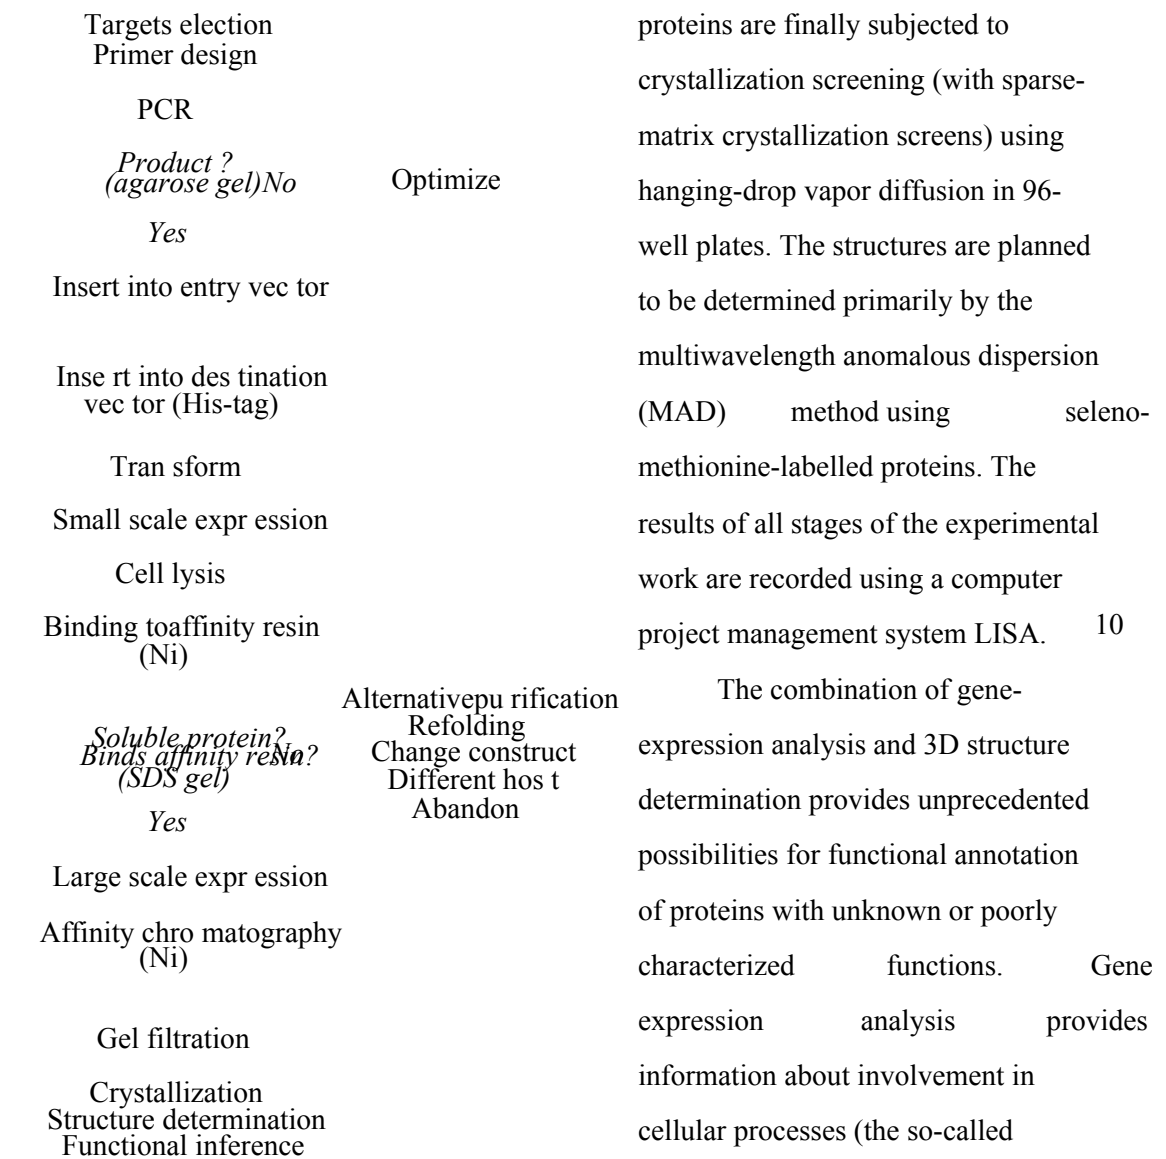 Targets election
Primer design
PCR
Product ?
(agarose gel)No
Optimize
Yes
Insert into entry vec tor
Inse rt into des tination
vec tor (His-tag)
Tran sform
Small scale expr ession
Cell lysis
Binding toaffinity resin
(Ni)
Soluble protein?
Binds affinity resin?
No
(SDS gel)
Alternativepu rification
Refolding
Change construct
Different hos t
Abandon
Yes
Large scale expr ession
Affinity chro matography
(Ni)
Gel filtration
Crystallization
Structure determination
Functional inference
proteins are finally subjected to
crystallization screening (with sparse-
matrix crystallization screens) using
hanging-drop vapor diffusion in 96-
well plates. The structures are planned
to be determined primarily by the
multiwavelength anomalous dispersion
(MAD) method using seleno-
methionine-labelled proteins. The
results of all stages of the experimental
work are recorded using a computer
project management system LISA. 10
The combination of gene-
expression analysis and 3D structure
determination provides unprecedented
possibilities for functional annotation
of proteins with unknown or poorly
characterized functions. Gene
expression analysis provides
information about involvement in
cellular processes (the so-called